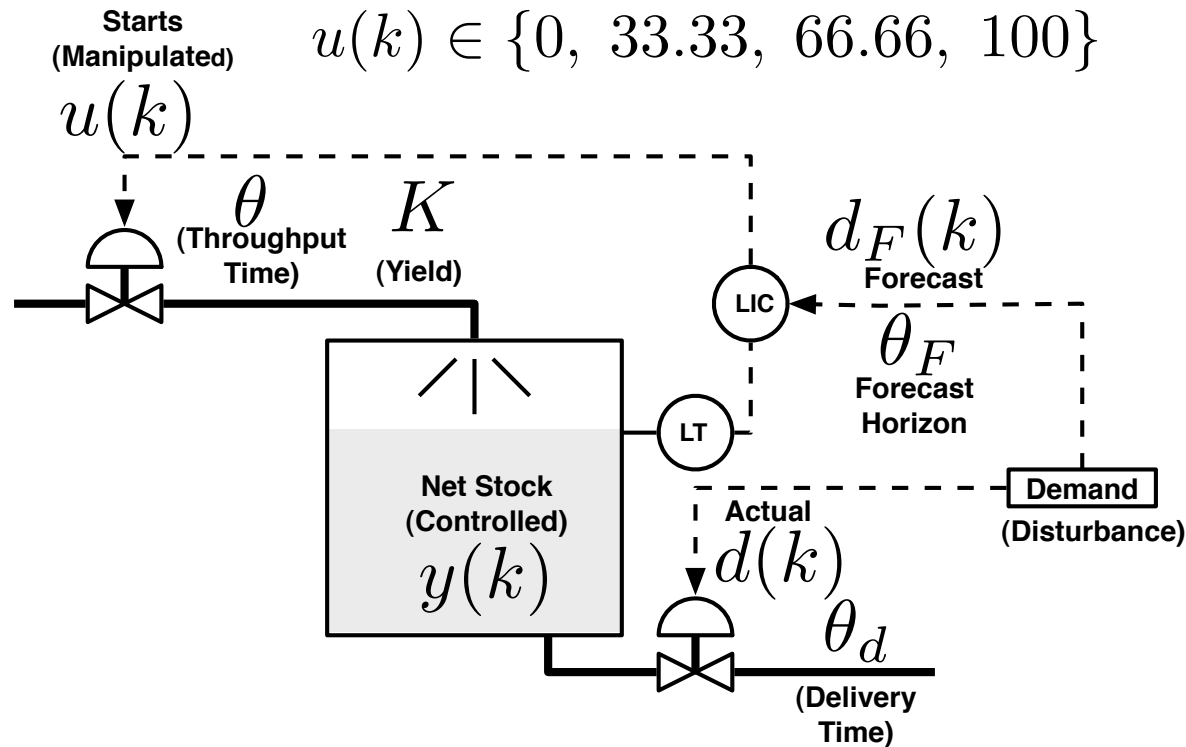 Starts
(Manipulated)
u(k) ∈ {0, 33.33, 66.66, 100}
u(k)
θ
(Throughput
Time)
K
(Yield)
d_F(k)
Forecast
LIC
θ_F
Forecast
Horizon
LT
Net Stock
(Controlled)
y(k)
Demand
(Disturbance)
Actual
d(k)
θ_d
(Delivery
Time)